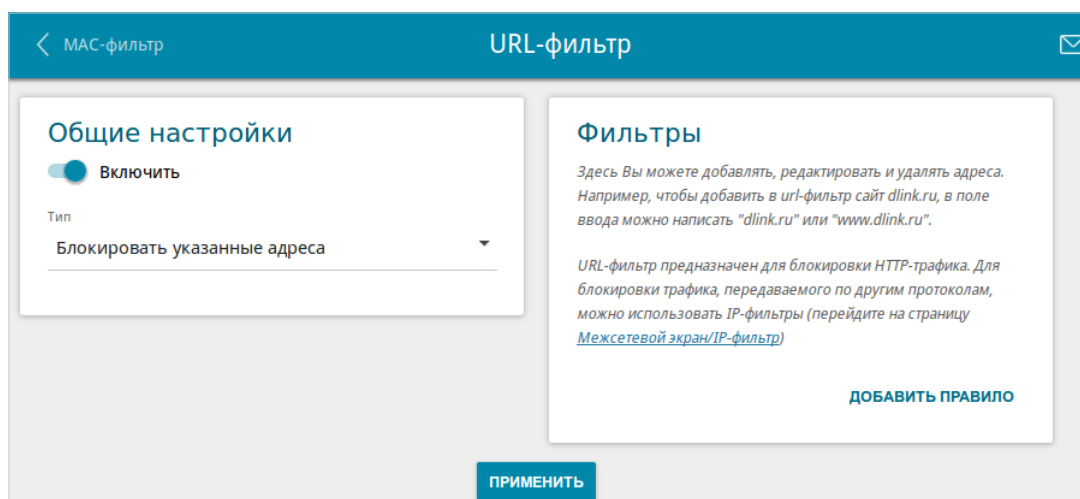 МАС-фильтр
URL-фильтр
Общие настройки
Включить
Тип
Блокировать указанные адреса
Фильтры
Здесь Вы можете добавлять, редактировать и удалять адреса.
Например, чтобы добавить в url-фильтр сайт dlink.ru, в поле
ввода можно написать "dlink.ru" или "www.dlink.ru".
URL-фильтр предназначен для блокировки HTTP-трафика. Для
блокировки трафика, передаваемого по другим протоколам,
можно использовать IP-фильтры (перейдите на страницу
Межсетевой экран/IP-фильтр)
ДОБАВИТЬ ПРАВИЛО
ПРИМЕНИТЬ